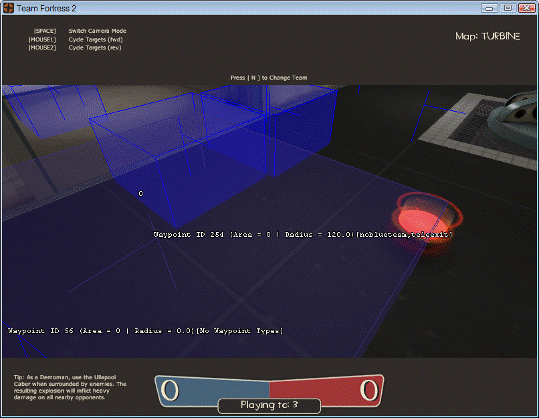 Team Fortress 2
[SPACE] Switch Camera Mode
[MOUSE1] Cycle Targets (fwd)
[MOUSE2] Cycle Targets (rev)
Map: TURBINE
Press [ N ] to Change Team
0
Waypoint ID 254 (Area = 0 | Radius = 120.0)[noblueteam,teleexit]
Waypoint ID 56 (Area = 0 | Radius = 0.0)[No Waypoint Types]
Tip: As a Demoman, use the Ullapool
Caber when surrounded by enemies. The
resulting explosion will inflict heavy
damage on all nearby opponents.
0
0
Playing to: 3